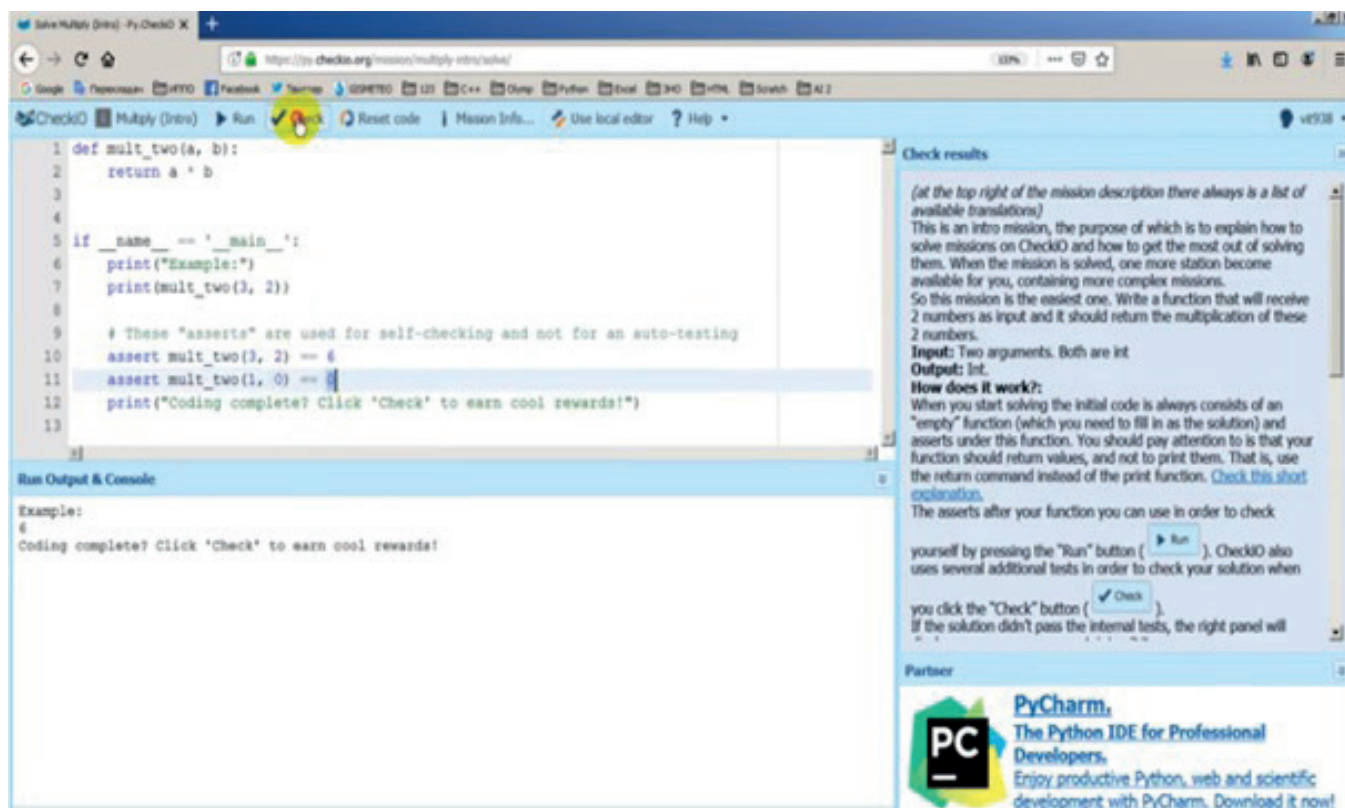 Solve Multiply (Intro) - Py.CheckiO
https://py.checkio.org/mission/multiply-intro/solve/
Google Facebook GISMETEO 123 C++ Olymp Python Excel HTML Scratch
CheckiO Multiply (Intro) Run Check Reset code Mission Info... Use local editor ? Help
1 def mult_two(a, b):
2 return a * b
3
4
5 if __name__ == '__main__':
6 print("Example:")
7 print(mult_two(3, 2))
8
9 # These "asserts" are used for self-checking and not for an auto-testing
10 assert mult_two(3, 2) == 6
11 assert mult_two(1, 0) == 0
12 print("Coding complete? Click 'Check' to earn cool rewards!")
13
Run Output & Console
Example:
6
Coding complete? Click 'Check' to earn cool rewards!
Check results
(at the top right of the mission description there always is a list of
available translations)
This is an intro mission, the purpose of which is to explain how to
solve missions on CheckiO and how to get the most out of solving
them. When the mission is solved, one more station become
available for you, containing more complex missions.
So this mission is the easiest one. Write a function that will receive
2 numbers as input and it should return the multiplication of these
2 numbers.
Input: Two arguments. Both are int
Output: Int.
How does it work?:
When you start solving the initial code is always consists of an
"empty" function (which you need to fill in as the solution) and
asserts under this function. You should pay attention to is that your
function should return values, and not to print them. That is, use
the return command instead of the print function. Check this short
explanation.
The asserts after your function you can use in order to check
yourself by pressing the "Run" button ( Run ). CheckiO also
uses several additional tests in order to check your solution when
you click the "Check" button ( Check ).
If the solution didn't pass the internal tests, the right panel will
Partner
PC
PyCharm.
The Python IDE for Professional
Developers.
Enjoy productive Python, web and scientific
development with PyCharm. Download it now!